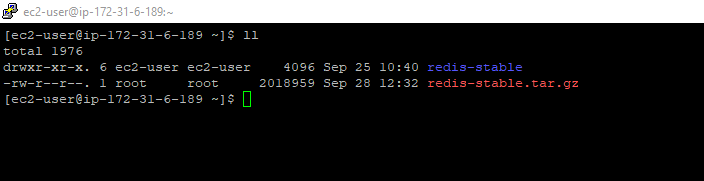 ec2-user@ip-172-31-6-189:~
[ec2-user@ip-172-31-6-189 ~]$ ll
total 1976
drwxr-xr-x. 6 ec2-user ec2-user    4096 Sep 25 10:40 redis-stable
-rw-r--r--. 1 root     root     2018959 Sep 28 12:32 redis-stable.tar.gz
[ec2-user@ip-172-31-6-189 ~]$